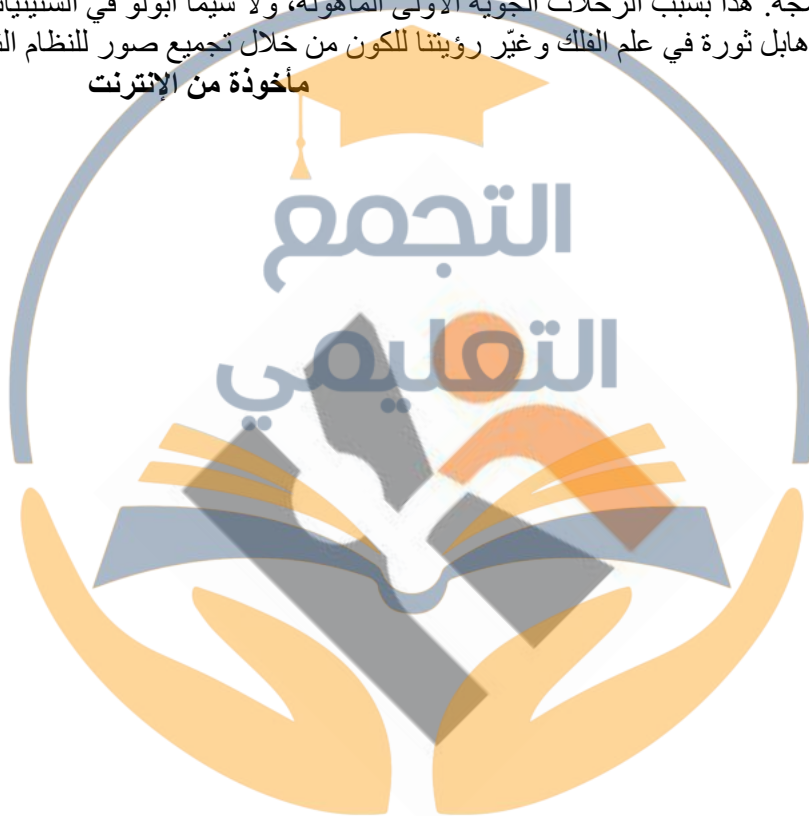 مجة. هذا بسبب الرحلات الجوية الأولى المأهولة، ولا سيما أبولو في الستينيات
هابل ثورة في علم الفلك وغيّر رؤيتنا للكون من خلال تجميع صور للنظام
مأخوذة من الإنترنت
التجمع
التعليمي